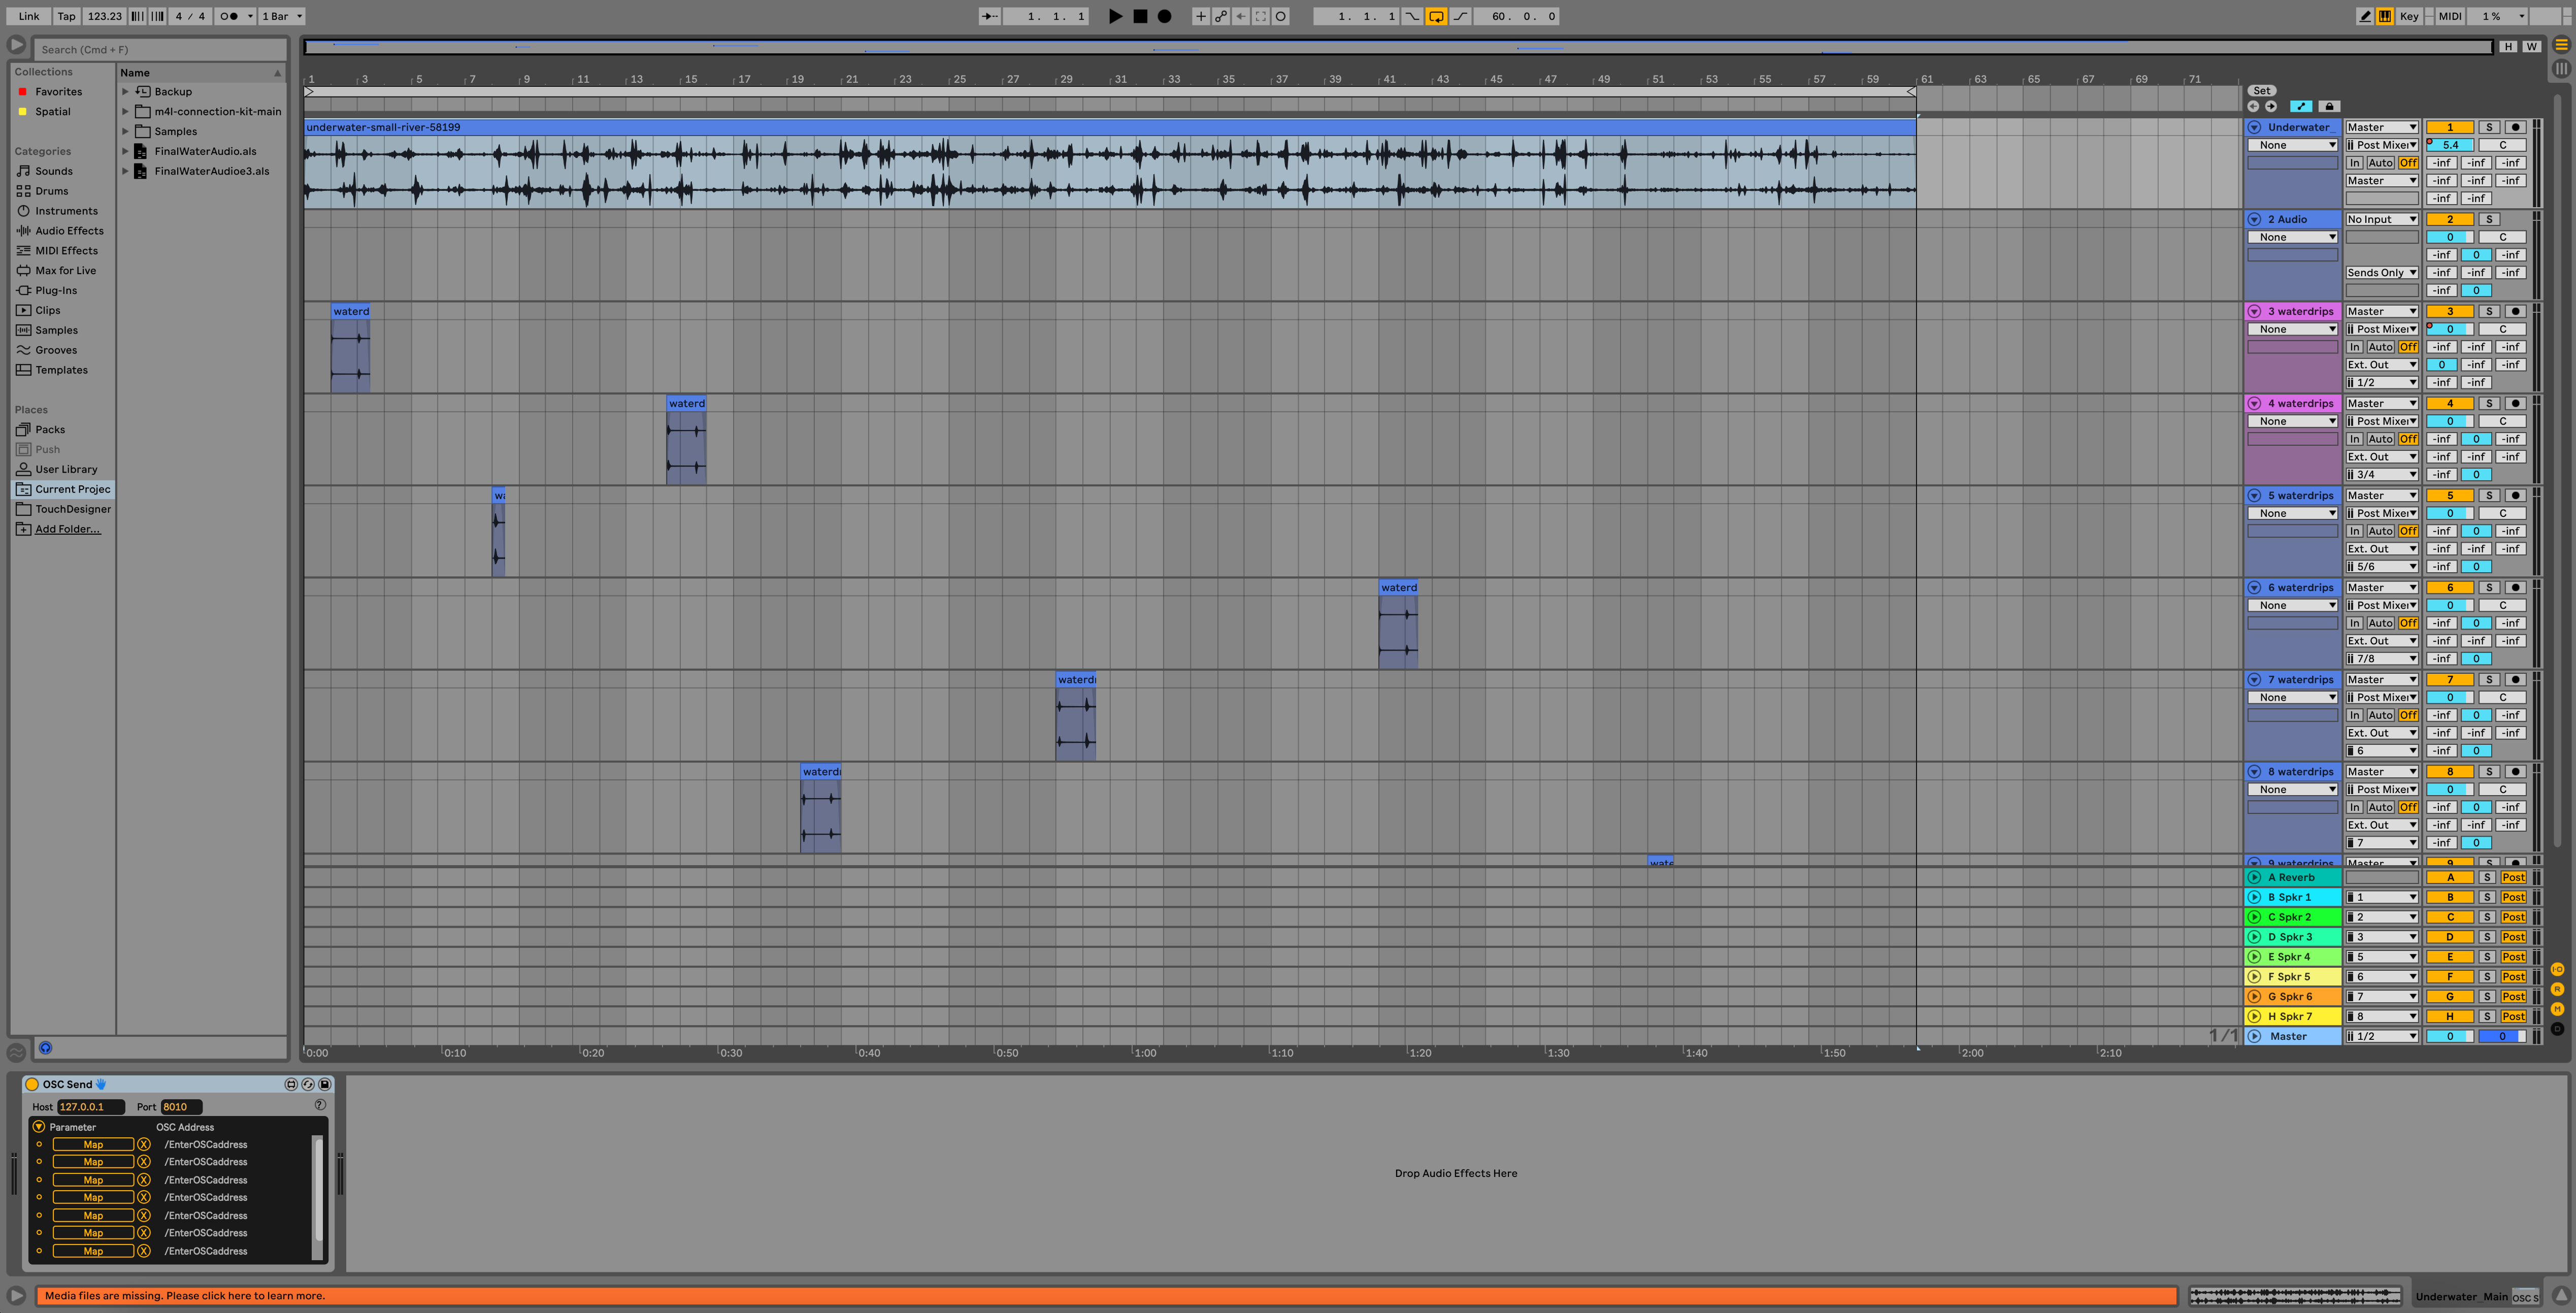 Link Tap 123.23 4 / 4 1 Bar
1. 1. 1
1. 1. 1 60. 0. 0
Key MIDI 1 %
Search (Cmd + F)
H W
Collections
Favorites
Spatial
Categories
Sounds
Drums
Instruments
Audio Effects
MIDI Effects
Max for Live
Plug-Ins
Clips
Samples
Grooves
Templates
Places
Packs
Push
User Library
Current Projec
TouchDesigner
Add Folder...
Name
Backup
m4l-connection-kit-main
Samples
FinalWaterAudio.als
FinalWaterAudioe3.als
1 3 5 7 9 11 13 15 17 19 21 23 25 27 29 31 33 35 37 39 41 43 45 47 49 51 53 55 57 59 61 63 65 67 69 71
Set
underwater-small-river-58199
Underwater_ Master 1 S
None Post Mixer 5.4 C
In Auto Off -inf -inf -inf
Master -inf -inf -inf
-inf -inf
2 Audio No Input 2 S
None 0 C
-inf 0 -inf
Sends Only -inf -inf -inf
-inf 0
waterd
3 waterdrips Master 3 S
None Post Mixer 0 C
In Auto Off -inf -inf -inf
Ext. Out 0 -inf -inf
1/2 -inf -inf
waterd
4 waterdrips Master 4 S
None Post Mixer 0 C
In Auto Off -inf 0 -inf
Ext. Out -inf -inf -inf
3/4 -inf 0
wa
5 waterdrips Master 5 S
None Post Mixer 0 C
In Auto Off -inf 0 -inf
Ext. Out -inf -inf -inf
5/6 -inf 0
waterd
6 waterdrips Master 6 S
None Post Mixer 0 C
In Auto Off -inf 0 -inf
Ext. Out -inf -inf -inf
7/8 -inf 0
waterdr
7 waterdrips Master 7 S
None Post Mixer 0 C
In Auto Off -inf 0 -inf
Ext. Out -inf -inf -inf
6 -inf 0
waterdr
8 waterdrips Master 8 S
None Post Mixer 0 C
In Auto Off -inf 0 -inf
Ext. Out -inf -inf -inf
7 -inf 0
wate
9 waterdrips Master 9 S
A Reverb A S Post
B Spkr 1 1 B S Post
C Spkr 2 2 C S Post
D Spkr 3 3 D S Post
E Spkr 4 5 E S Post
F Spkr 5 6 F S Post
G Spkr 6 7 G S Post
H Spkr 7 8 H S Post
1/1 Master 1/2 0 0
I·O
R
M
D
0:00 0:10 0:20 0:30 0:40 0:50 1:00 1:10 1:20 1:30 1:40 1:50 2:00 2:10
OSC Send
Host 127.0.0.1 Port 8010 ?
Parameter OSC Address
Map X /EnterOSCaddress
Map X /EnterOSCaddress
Map X /EnterOSCaddress
Map X /EnterOSCaddress
Map X /EnterOSCaddress
Map X /EnterOSCaddress
Map X /EnterOSCaddress
Drop Audio Effects Here
Media files are missing. Please click here to learn more.
Underwater_Main OSC S